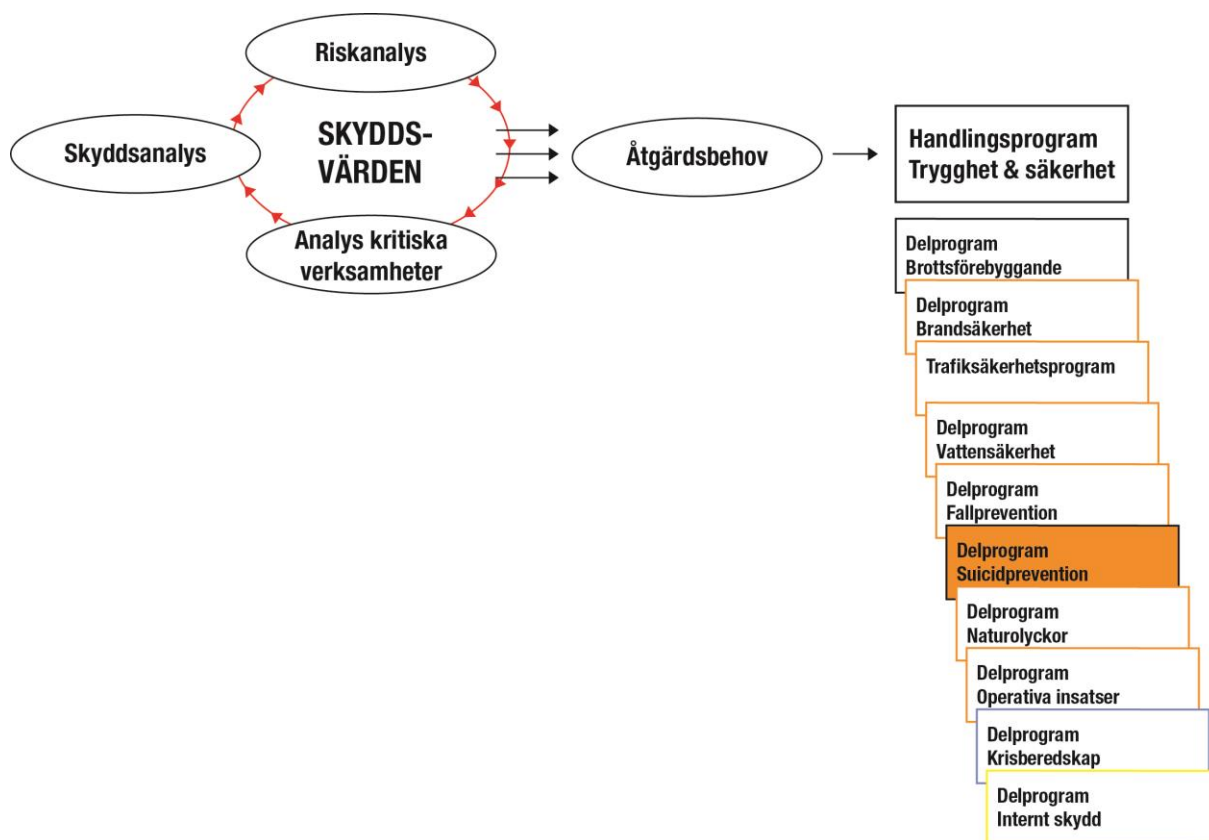 Riskanalys
Skyddsanalys
SKYDDS-
VÄRDEN
Analys kritiska
verksamheter
Åtgärdsbehov
Handlingsprogram
Trygghet & säkerhet
Delprogram
Brottsförebyggande
Delprogram
Brandsäkerhet
Trafiksäkerhetsprogram
Delprogram
Vattensäkerhet
Delprogram
Fallprevention
Delprogram
Suicidprevention
Delprogram
Naturolyckor
Delprogram
Operativa insatser
Delprogram
Krisberedskap
Delprogram
Internt skydd